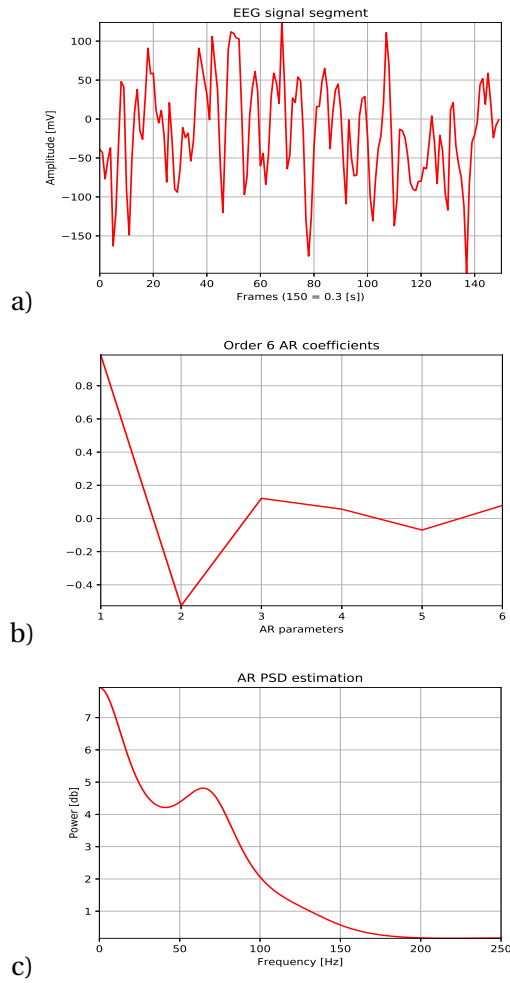 EEG signal segment
100
50
0
−50
−100
−150
Amplitude [mV]
0 20 40 60 80 100 120 140
Frames (150 = 0.3 [s])
a)
Order 6 AR coefficients
0.8
0.6
0.4
0.2
0.0
−0.2
−0.4
1 2 3 4 5 6
AR parameters
b)
AR PSD estimation
7
6
5
4
3
2
1
Power [db]
0 50 100 150 200 250
Frequency [Hz]
c)